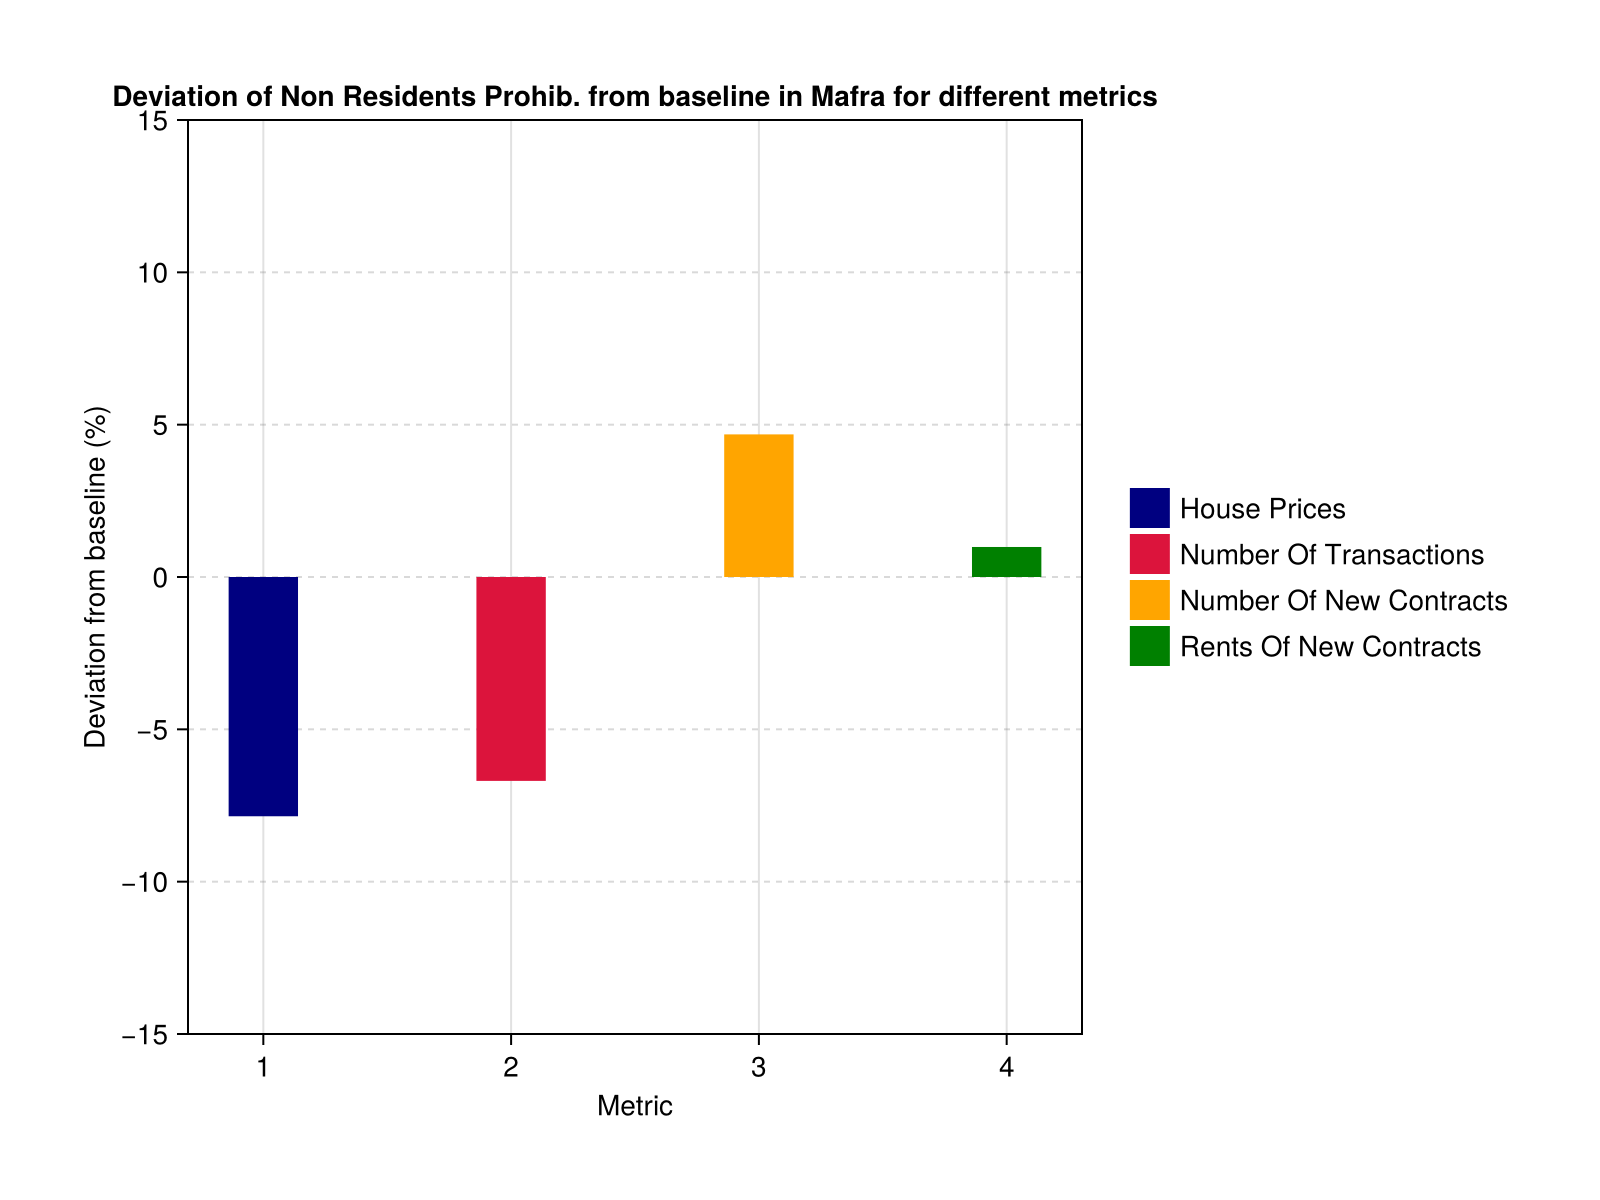 Deviation of Non Residents Prohib. from baseline in Mafra for different metrics
15
10
5
0
−5
−10
−15
Deviation from baseline (%)
1 2 3 4
Metric
House Prices
Number Of Transactions
Number Of New Contracts
Rents Of New Contracts